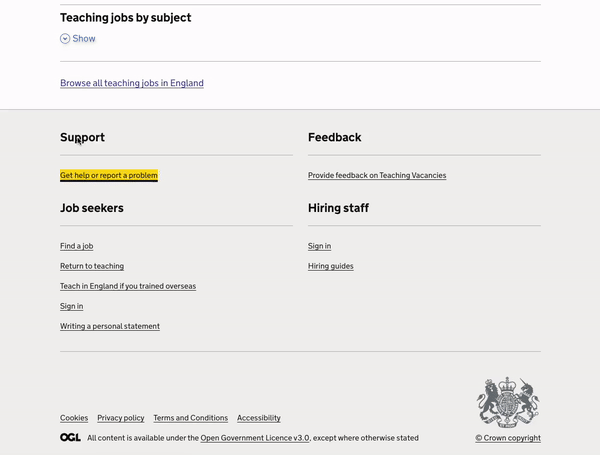 Teaching jobs by subject
Show
Browse all teaching jobs in England
Support
Get help or report a problem
Feedback
Provide feedback on Teaching Vacancies
Job seekers
Find a job
Return to teaching
Teach in England if you trained overseas
Sign in
Writing a personal statement
Hiring staff
Sign in
Hiring guides
Cookies Privacy policy Terms and Conditions Accessibility
OGL All content is available under the Open Government Licence v3.0, except where otherwise stated
© Crown copyright